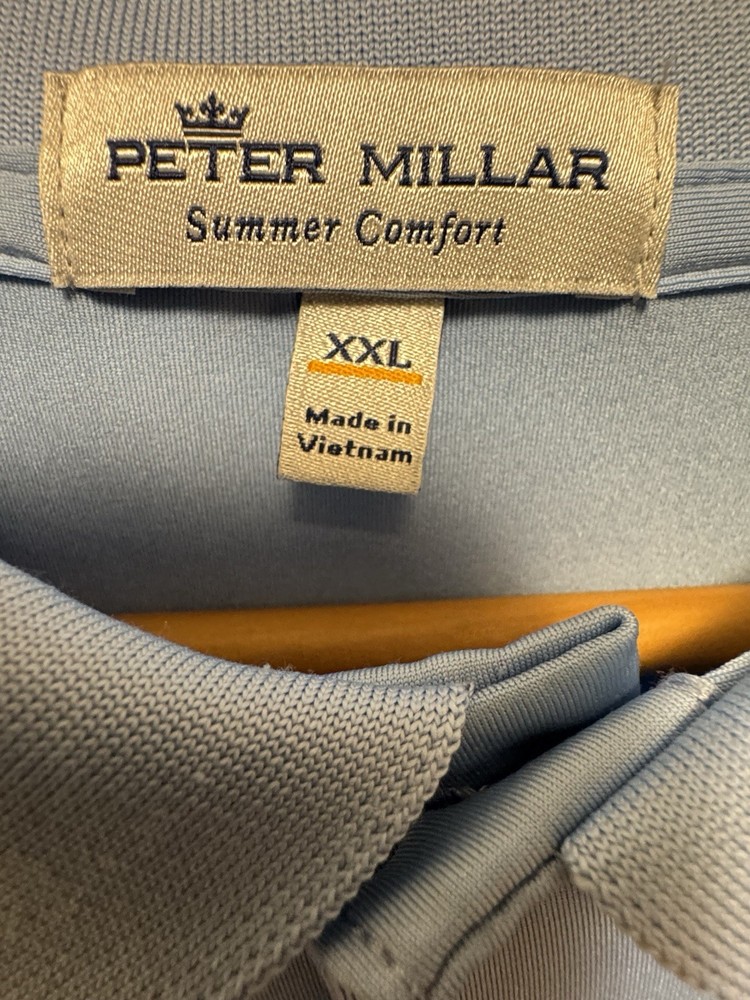 PETER MILLAR
Summer Comfort
XXL
Made in
Vietnam